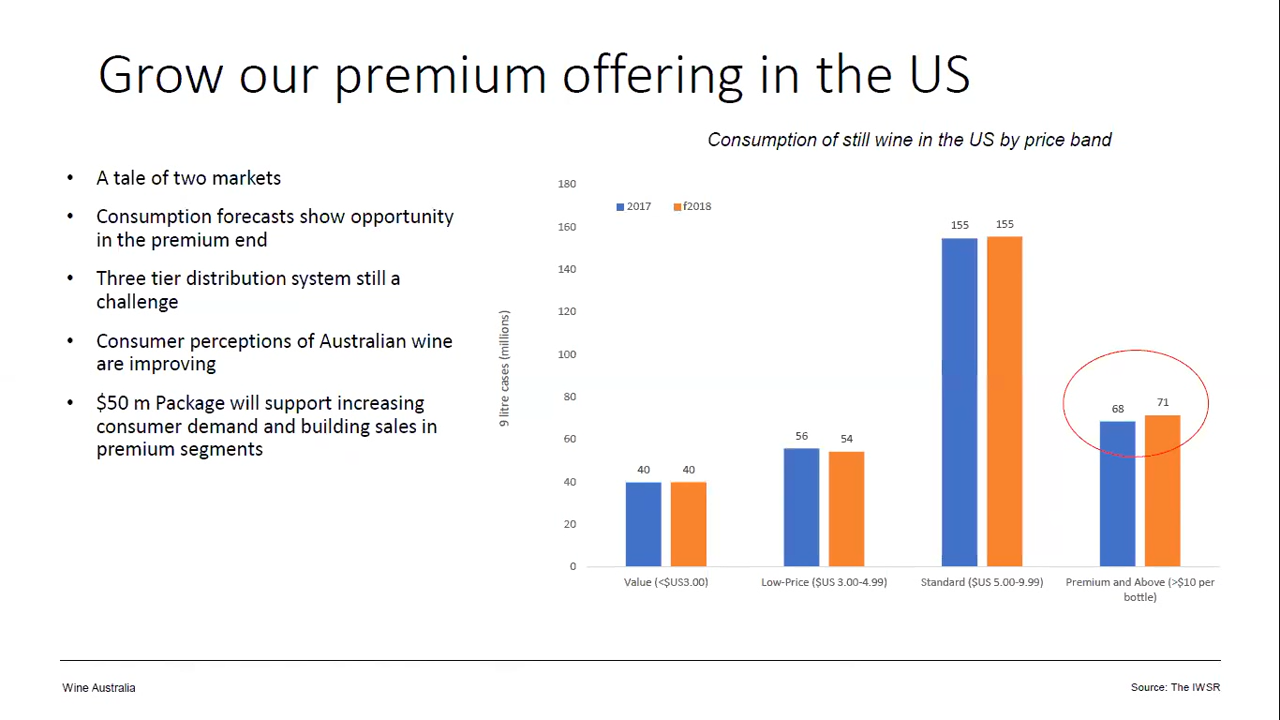 Grow our premium offering in the US
Consumption of still wine in the US by price band
• A tale of two markets
• Consumption forecasts show opportunity
in the premium end
• Three tier distribution system still a
challenge
• Consumer perceptions of Australian wine
are improving
• $50 m Package will support increasing
consumer demand and building sales in
premium segments
9 litre cases (millions)
180
160
140
120
100
80
60
40
20
0
2017 f2018
40 40
56 54
155 155
68 71
Value (<$US3.00) Low-Price ($US 3.00-4.99) Standard ($US 5.00-9.99) Premium and Above (>$10 per
bottle)
Wine Australia
Source: The IWSR